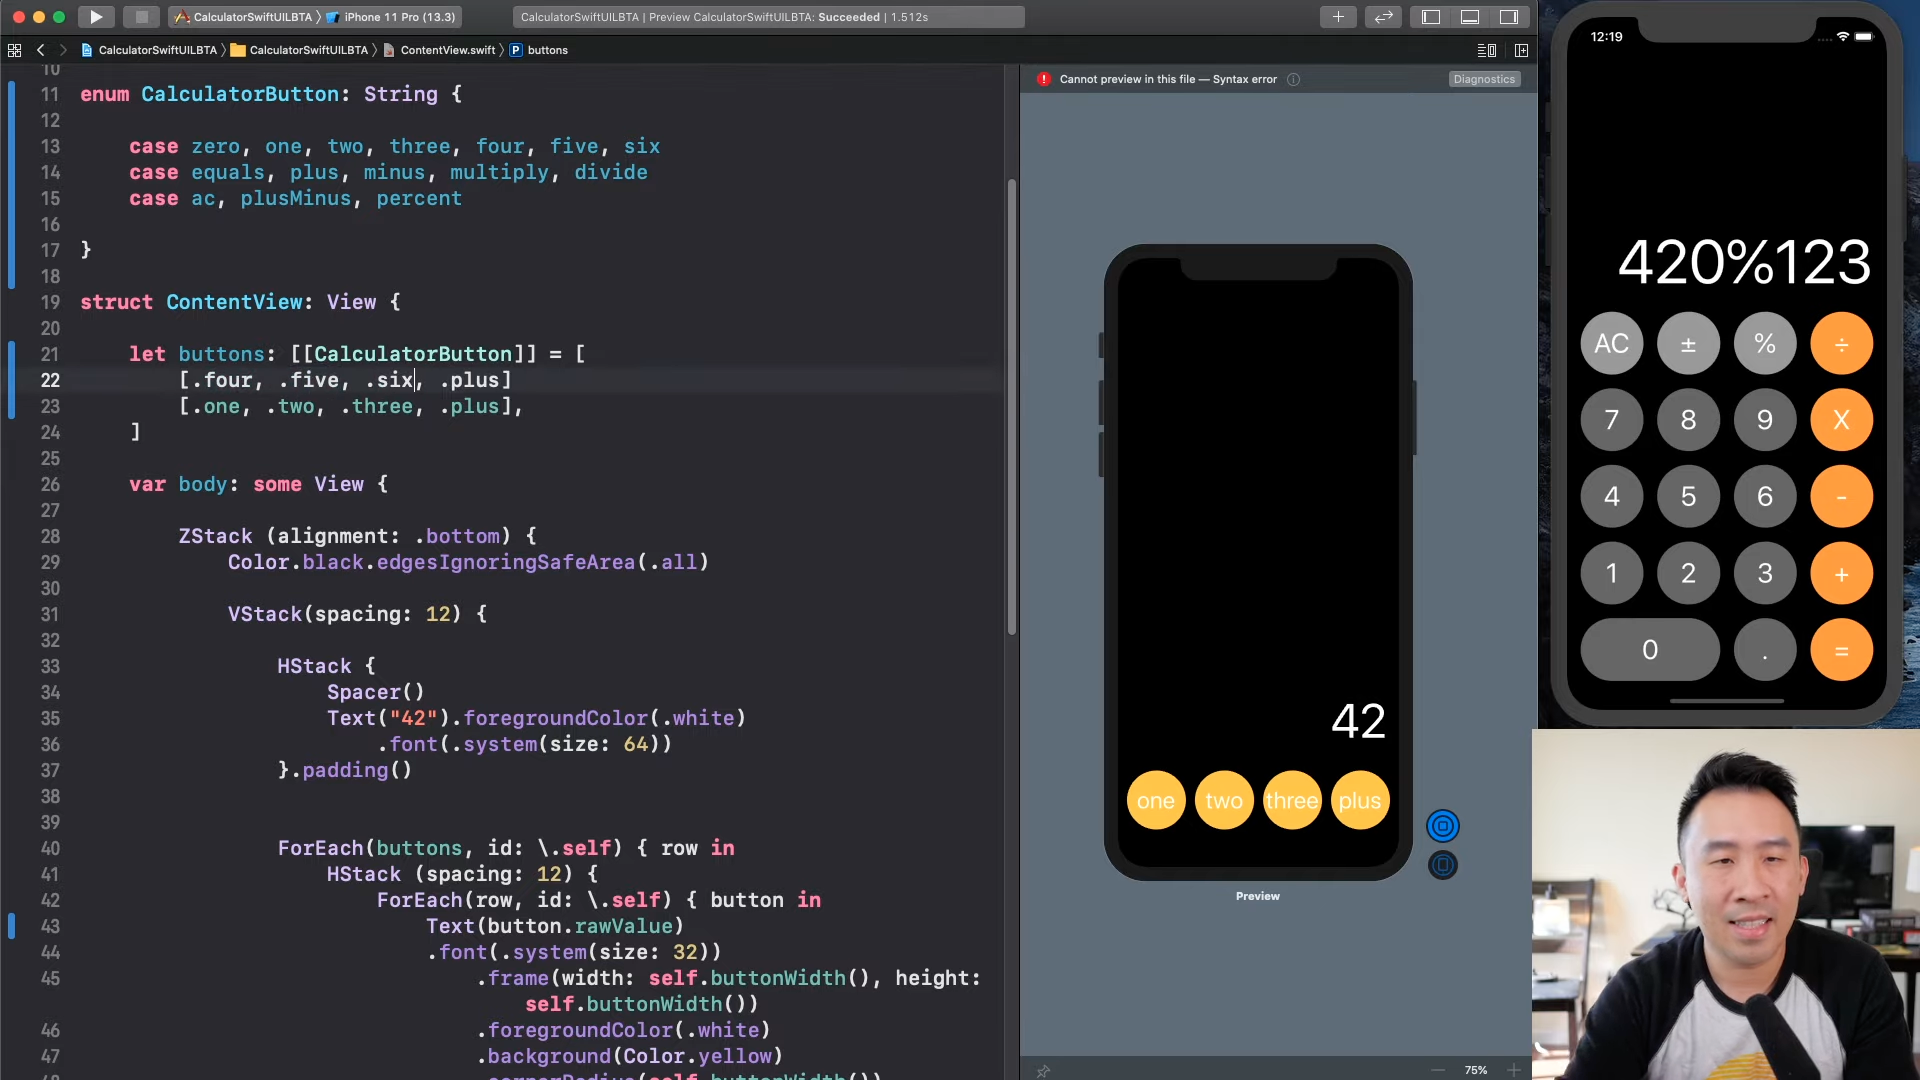 CalculatorSwiftUILBTA 〉 iPhone 11 Pro (13.3)
CalculatorSwiftUILBTA | Preview CalculatorSwiftUILBTA: Succeeded | 1.512s
CalculatorSwiftUILBTA 〉 CalculatorSwiftUILBTA 〉 ContentView.swift 〉 P buttons
10
11 enum CalculatorButton: String {
12
13 case zero, one, two, three, four, five, six
14 case equals, plus, minus, multiply, divide
15 case ac, plusMinus, percent
16
17 }
18
19 struct ContentView: View {
20
21 let buttons: [[CalculatorButton]] = [
22 [.four, .five, .six, .plus]
23 [.one, .two, .three, .plus],
24 ]
25
26 var body: some View {
27
28 ZStack (alignment: .bottom) {
29 Color.black.edgesIgnoringSafeArea(.all)
30
31 VStack(spacing: 12) {
32
33 HStack {
34 Spacer()
35 Text("42").foregroundColor(.white)
36 .font(.system(size: 64))
37 }.padding()
38
39
40 ForEach(buttons, id: \.self) { row in
41 HStack (spacing: 12) {
42 ForEach(row, id: \.self) { button in
43 Text(button.rawValue)
44 .font(.system(size: 32))
45 .frame(width: self.buttonWidth(), height:
self.buttonWidth())
46 .foregroundColor(.white)
47 .background(Color.yellow)
Cannot preview in this file — Syntax error
Diagnostics
42
one two three plus
Preview
75%
12:19
420%123
AC ± % ÷
7 8 9 X
4 5 6 -
1 2 3 +
0 . =